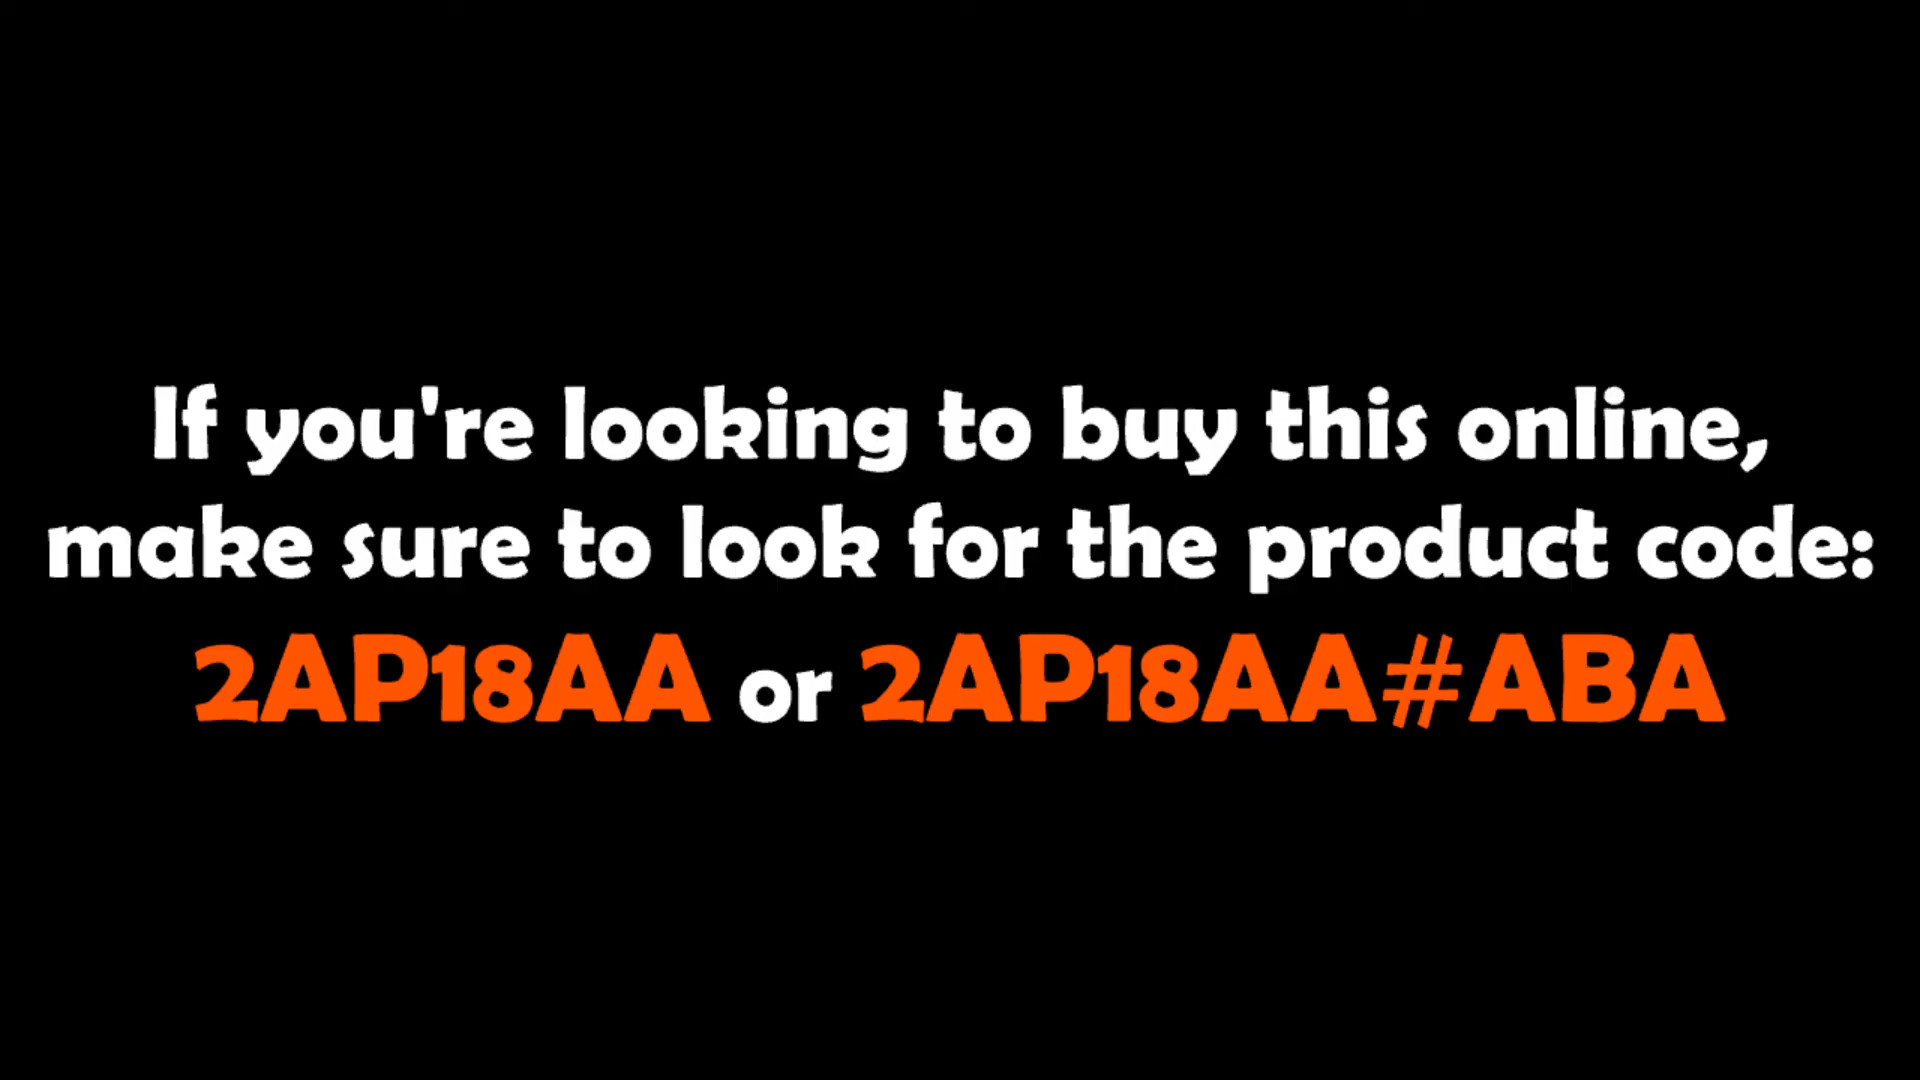 If you're looking to buy this online,
make sure to look for the product code:
2AP18AA or 2AP18AA#ABA